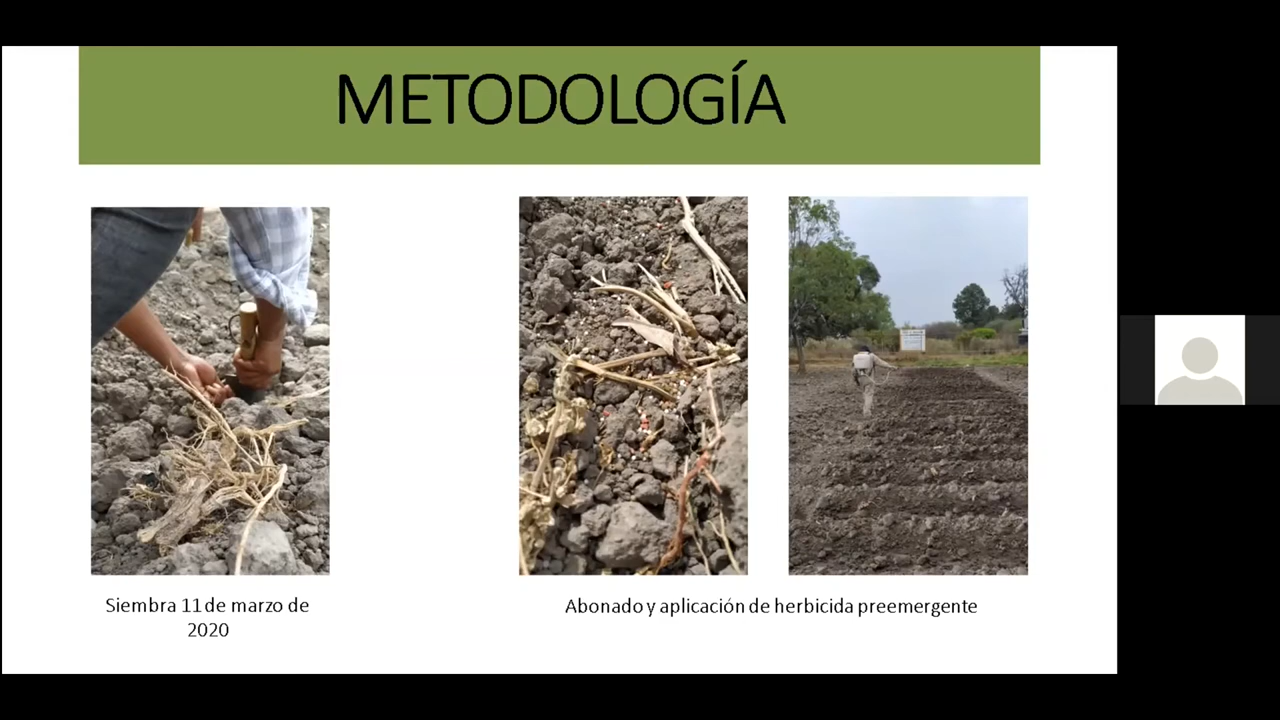 METODOLOGÍA
Siembra 11 de marzo de
2020
Abonado y aplicación de herbicida preemergente